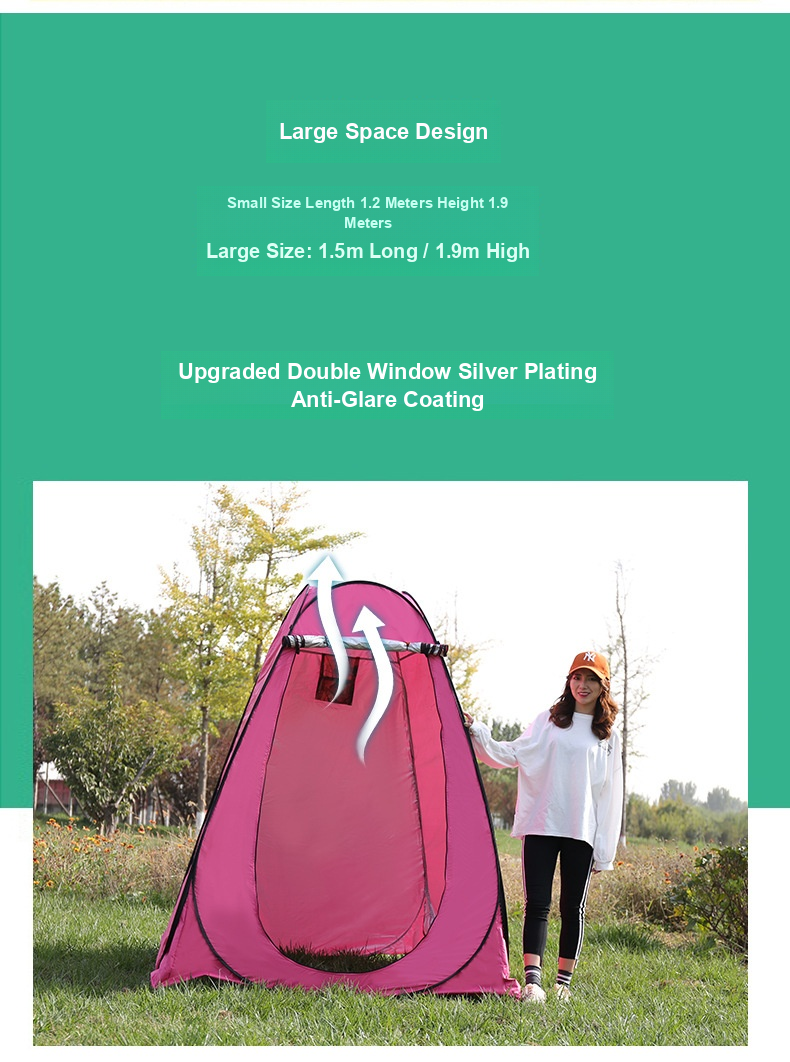 Large Space Design
Small Size Length 1.2 Meters Height 1.9
Meters
Large Size: 1.5m Long / 1.9m High
Upgraded Double Window Silver Plating
Anti-Glare Coating
NY